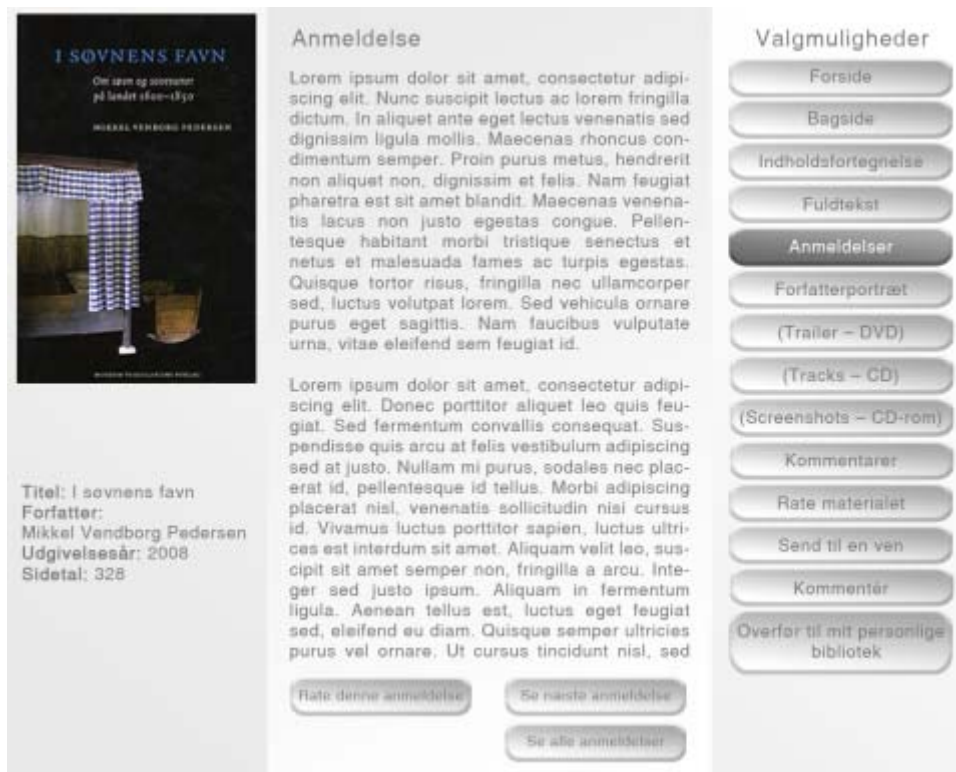 I SØVNENS FAVN
Om søvn og sovevaner
på landet 1600–1850
MIKKEL VENBORG PEDERSEN
Titel: I søvnens favn
Forfatter:
Mikkel Vendborg Pedersen
Udgivelsesår: 2008
Sidetal: 328
Anmeldelse
Lorem ipsum dolor sit amet, consectetur adipi-
scing elit. Nunc suscipit lectus ac lorem fringilla
dictum. In aliquet ante eget lectus venenatis sed
dignissim ligula mollis. Maecenas rhoncus con-
dimentum semper. Proin purus metus, hendrerit
non aliquet non, dignissim et felis. Nam feugiat
pharetra est sit amet blandit. Maecenas venena-
tis lacus non justo egestas congue. Pellen-
tesque habitant morbi tristique senectus et
netus et malesuada fames ac turpis egestas.
Quisque tortor risus, fringilla nec ullamcorper
sed, luctus volutpat lorem. Sed vehicula ornare
purus eget sagittis. Nam faucibus vulputate
urna, vitae eleifend sem feugiat id.
Lorem ipsum dolor sit amet, consectetur adipi-
scing elit. Donec porttitor aliquet leo quis feu-
giat. Sed fermentum convallis consequat. Sus-
pendisse quis arcu at felis vestibulum adipiscing
sed at justo. Nullam mi purus, sodales nec plac-
erat id, pellentesque id tellus. Morbi adipiscing
placerat nisl, venenatis sollicitudin nisi cursus
id. Vivamus luctus porttitor sapien, luctus ultri-
ces est interdum sit amet. Aliquam velit leo, sus-
cipit sit amet semper non, fringilla a arcu. Inte-
ger sed justo ipsum. Aliquam in fermentum
ligula. Aenean tellus est, luctus eget feugiat
sed, eleifend eu diam. Quisque semper ultricies
purus vel ornare. Ut cursus tincidunt nisl, sed
Rate denne anmeldelse
Se næste anmeldelse
Se alle anmeldelser
Valgmuligheder
Forside
Bagside
Indholdsfortegnelse
Fuldtekst
Anmeldelser
Forfatterportræt
(Trailer – DVD)
(Tracks – CD)
(Screenshots – CD-rom)
Kommentarer
Rate materialet
Send til en ven
Kommentér
Overfør til mit personlige
bibliotek